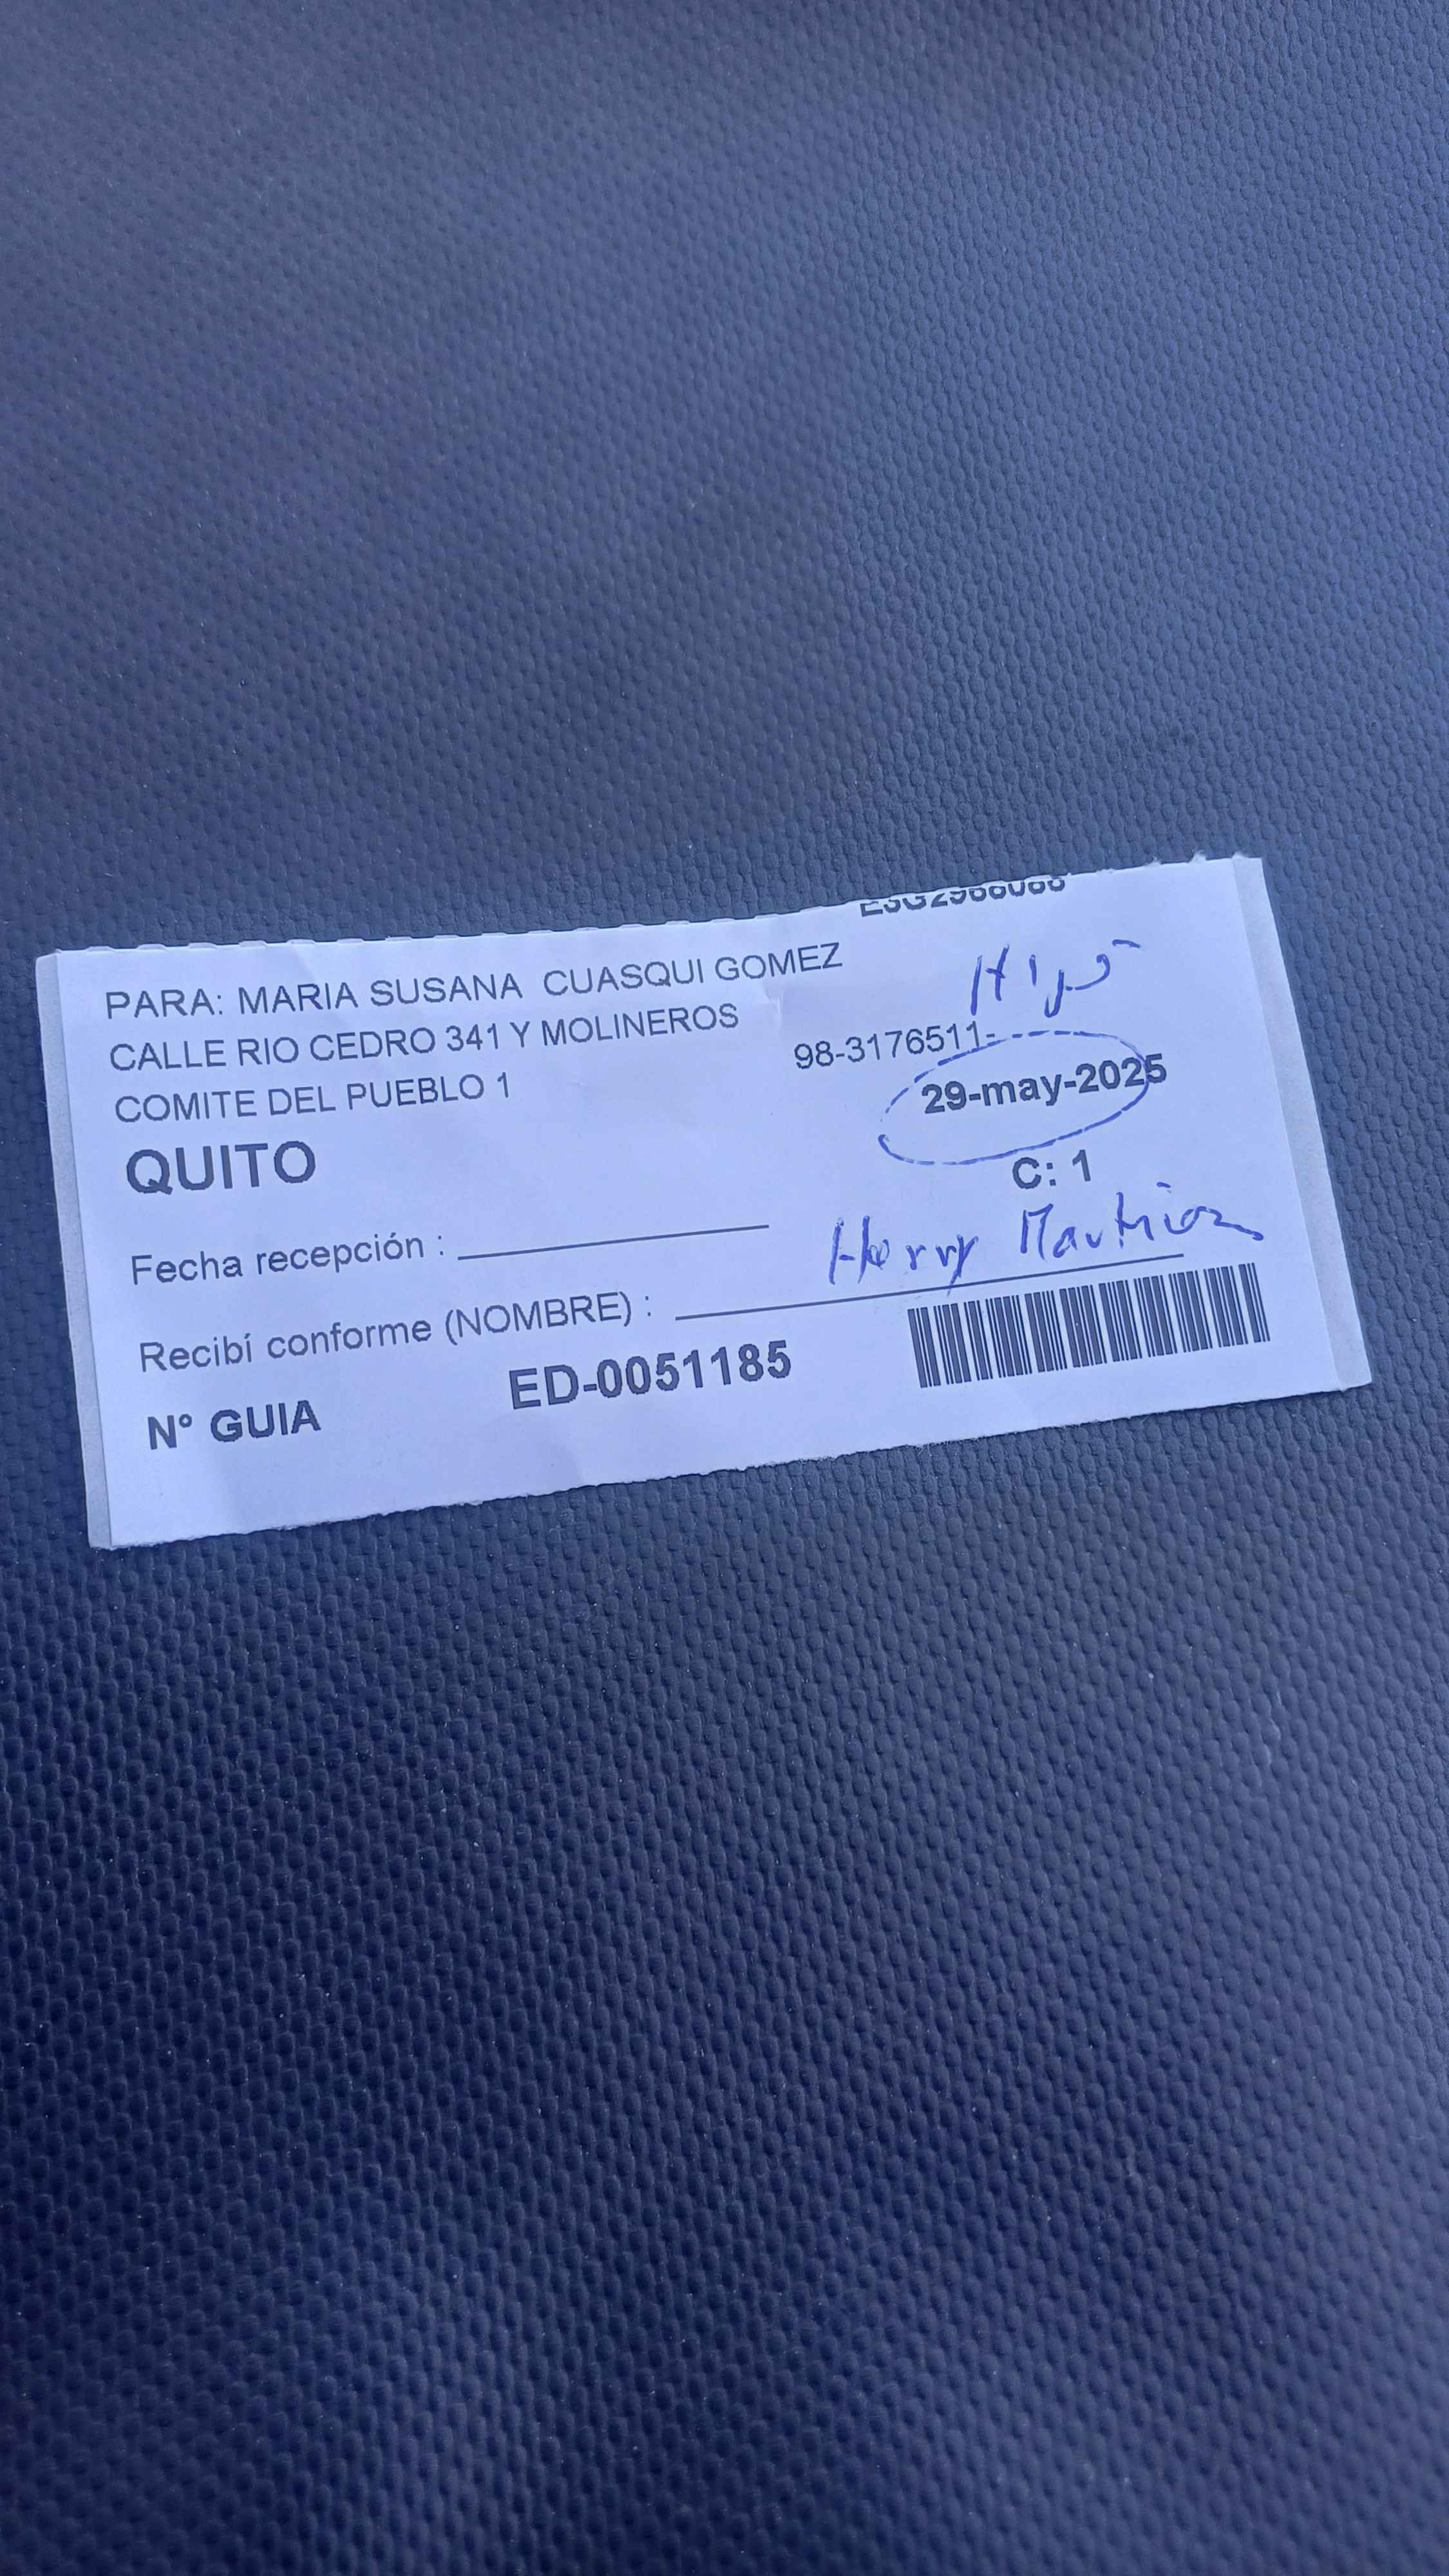 PARA: MARIA SUSANA CUASQUI GOMEZ
Hijo
CALLE RIO CEDRO 341 Y MOLINEROS
98-3176511-
COMITE DEL PUEBLO 1
29-may-2025
QUITO
C: 1
Fecha recepción :
Henry
Recibí conforme (NOMBRE) :
N° GUIA
ED-0051185